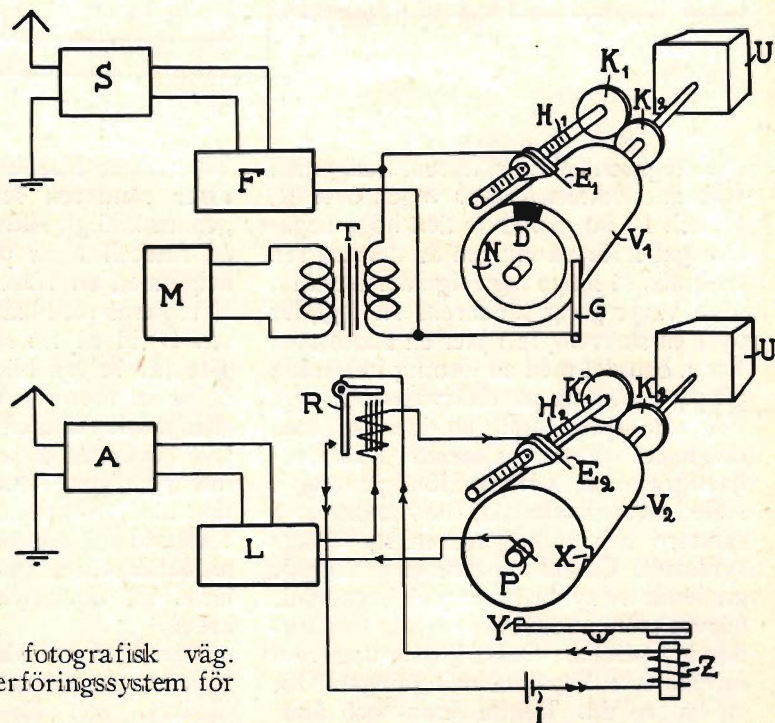 S
F
T
M
K₁
K₂
U
H₁
E₁
D
N
V₁
G
A
L
R
K₁
K₂
U
H₂
E₂
V₂
P
X
Y
Z
I
fotografisk väg.
erföringssystem för